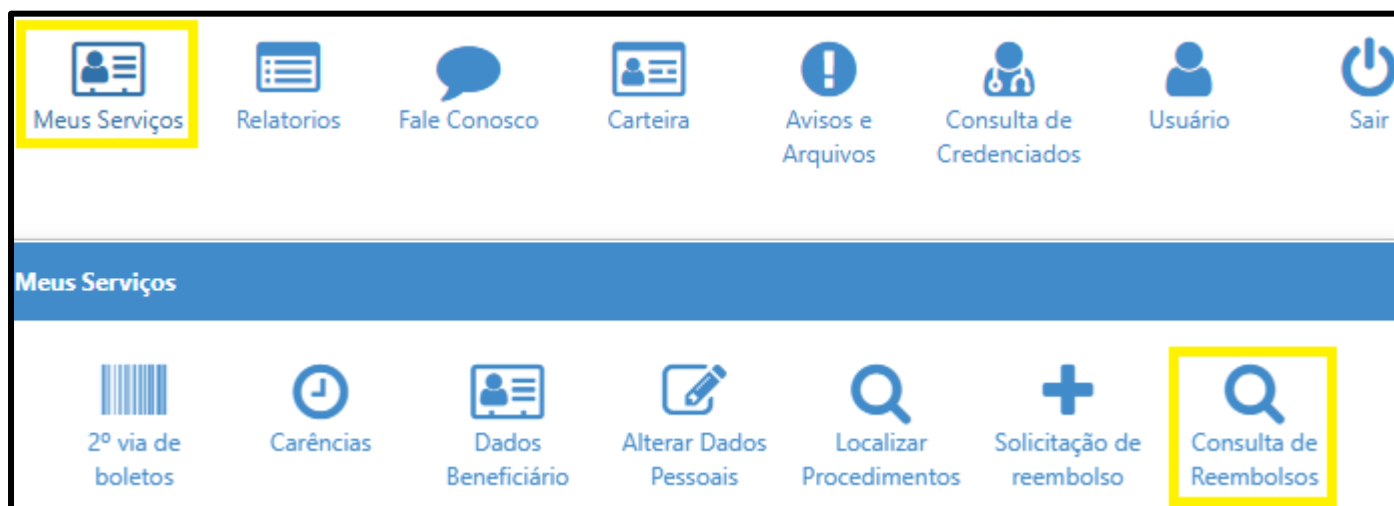 Meus Serviços
Relatorios
Fale Conosco
Carteira
Avisos e
Arquivos
Consulta de
Credenciados
Usuário
Sair
Meus Serviços
2º via de
boletos
Carências
Dados
Beneficiário
Alterar Dados
Pessoais
Localizar
Procedimentos
Solicitação de
reembolso
Consulta de
Reembolsos